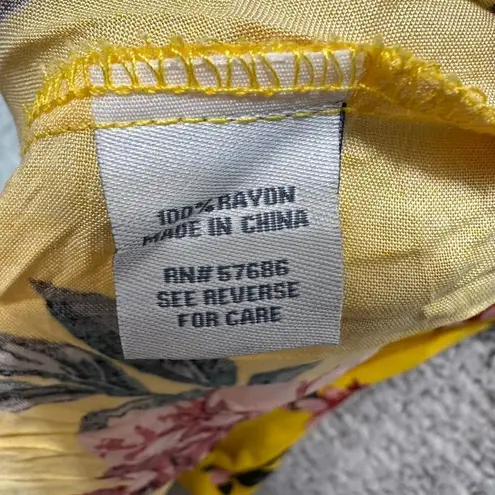 100% RAYON
MADE IN CHINA
RN# 57686
SEE REVERSE
FOR CARE